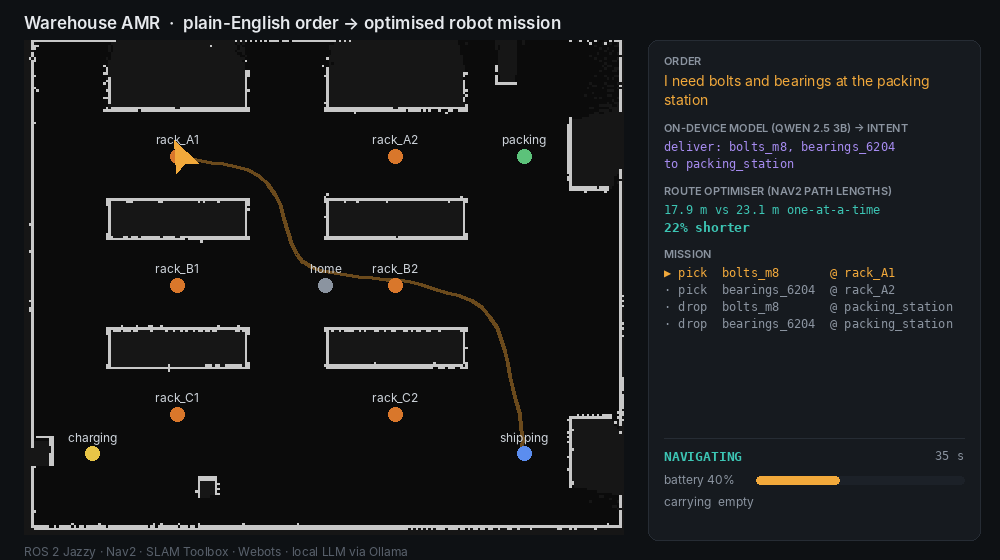 Warehouse AMR · plain-English order → optimised robot mission
rack_A1
rack_A2
packing
rack_B1
home
rack_B2
rack_C1
rack_C2
charging
shipping
ORDER
I need bolts and bearings at the packing
station
ON-DEVICE MODEL (QWEN 2.5 3B) → INTENT
deliver: bolts_m8, bearings_6204
to packing_station
ROUTE OPTIMISER (NAV2 PATH LENGTHS)
17.9 m vs 23.1 m one-at-a-time
22% shorter
MISSION
▶ pick bolts_m8 @ rack_A1
· pick bearings_6204 @ rack_A2
· drop bolts_m8 @ packing_station
· drop bearings_6204 @ packing_station
NAVIGATING 35 s
battery 40%
carrying empty
ROS 2 Jazzy · Nav2 · SLAM Toolbox · Webots · local LLM via Ollama